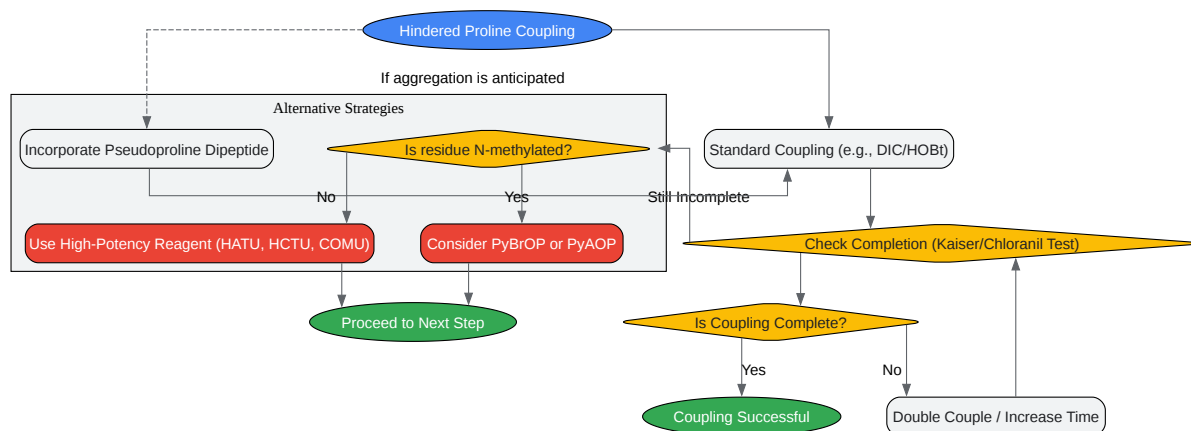 Hindered Proline Coupling
If aggregation is anticipated
Alternative Strategies
Incorporate Pseudoproline Dipeptide
Is residue N-methylated?
Standard Coupling (e.g., DIC/HOBt)
No
Yes
Still Incomplete
Use High-Potency Reagent (HATU, HCTU, COMU)
Consider PyBrOP or PyAOP
Check Completion (Kaiser/Chloranil Test)
Proceed to Next Step
Is Coupling Complete?
Yes
No
Coupling Successful
Double Couple / Increase Time